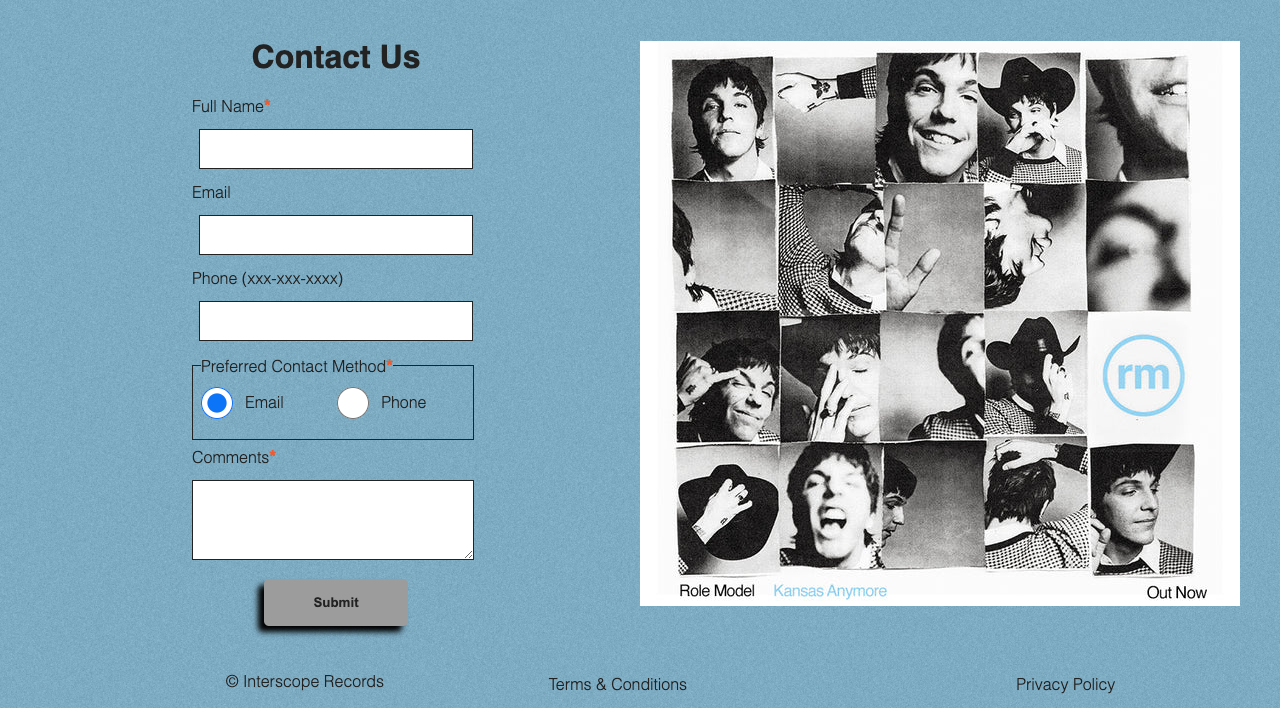 Contact Us
Full Name*
Email
Phone (xxx-xxx-xxxx)
Preferred Contact Method*
Email Phone
Comments*
Submit
rm
Role Model Kansas Anymore Out Now
© Interscope Records Terms & Conditions Privacy Policy